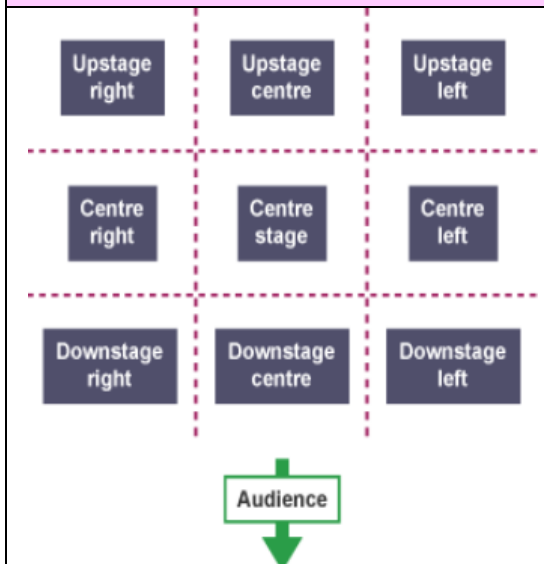 Upstage
right
Upstage
centre
Upstage
left
Centre
right
Centre
stage
Centre
left
Downstage
right
Downstage
centre
Downstage
left
Audience